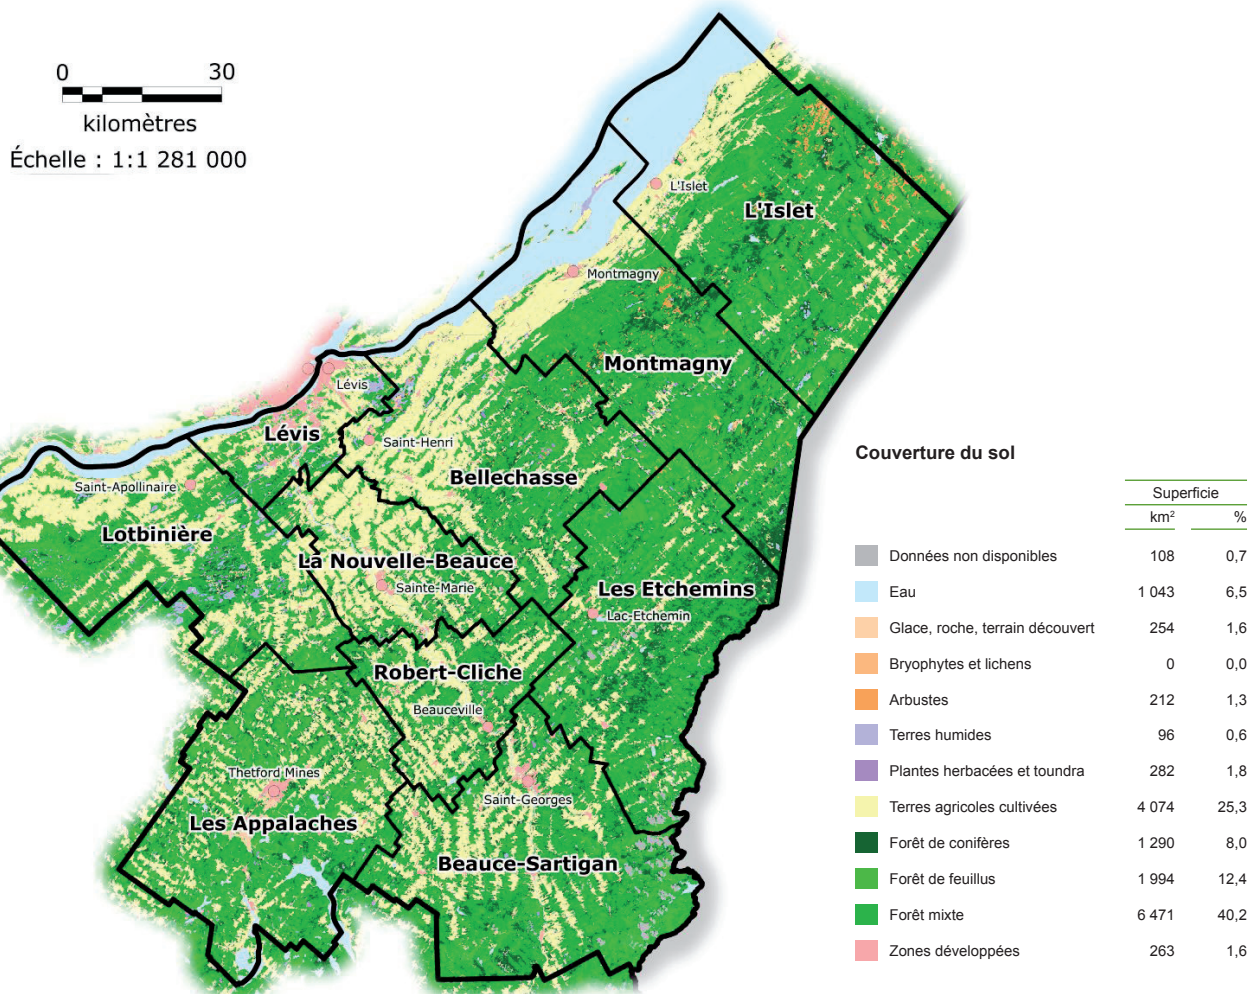 0 30
kilomètres
Échelle : 1:1 281 000
L'Islet
L'Islet
Montmagny
Montmagny
Lévis
Lévis
Saint-Henri
Bellechasse
Saint-Apollinaire
Lotbinière
La Nouvelle-Beauce
Sainte-Marie
Les Etchemins
Lac-Etchemin
Robert-Cliche
Beauceville
Thetford Mines
Saint-Georges
Les Appalaches
Beauce-Sartigan
Couverture du sol
Superficie
km² %
Données non disponibles 108 0,7
Eau 1 043 6,5
Glace, roche, terrain découvert 254 1,6
Bryophytes et lichens 0 0,0
Arbustes 212 1,3
Terres humides 96 0,6
Plantes herbacées et toundra 282 1,8
Terres agricoles cultivées 4 074 25,3
Forêt de conifères 1 290 8,0
Forêt de feuillus 1 994 12,4
Forêt mixte 6 471 40,2
Zones développées 263 1,6